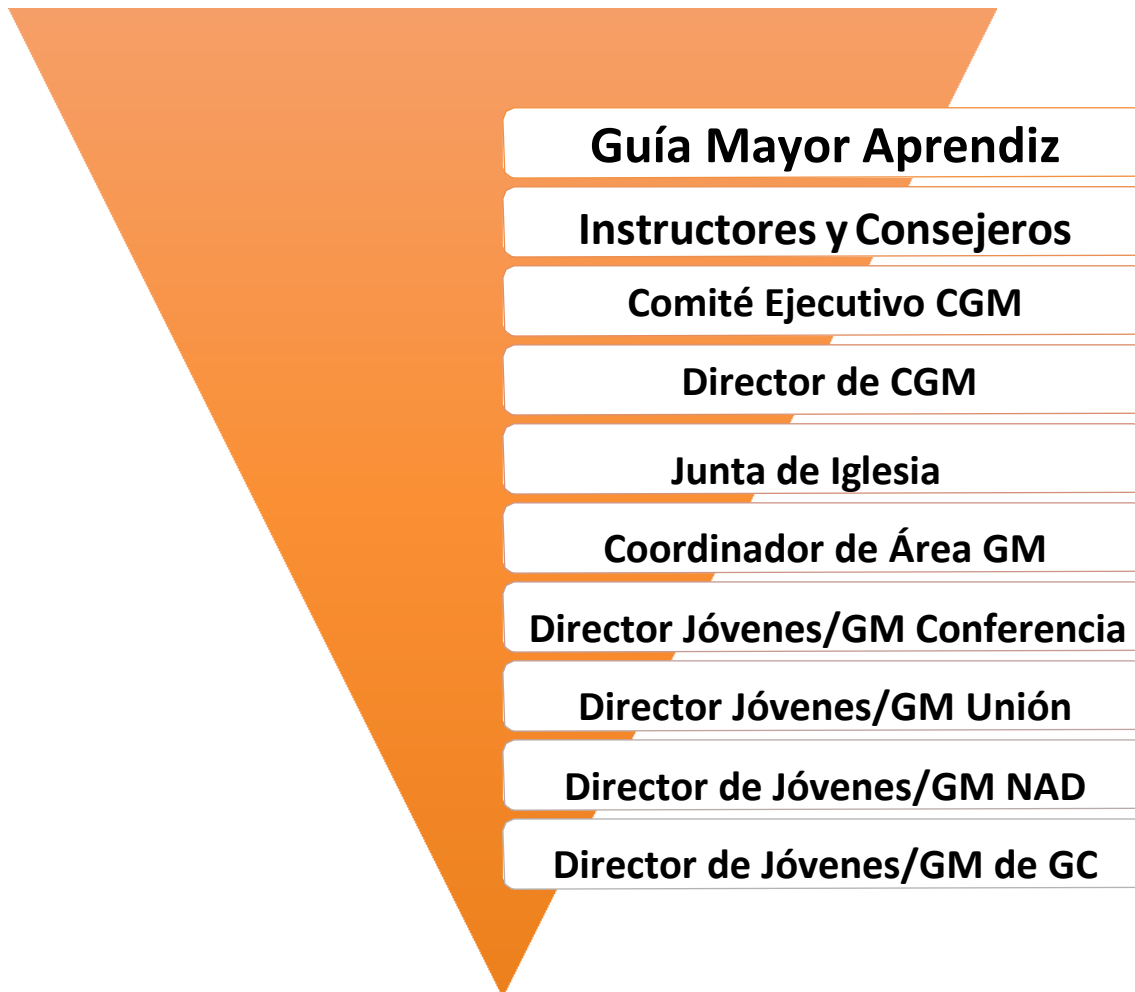 Guía Mayor Aprendiz
Instructores y Consejeros
Comité Ejecutivo CGM
Director de CGM
Junta de Iglesia
Coordinador de Área GM
Director Jóvenes/GM Conferencia
Director Jóvenes/GM Unión
Director de Jóvenes/GM NAD
Director de Jóvenes/GM de GC